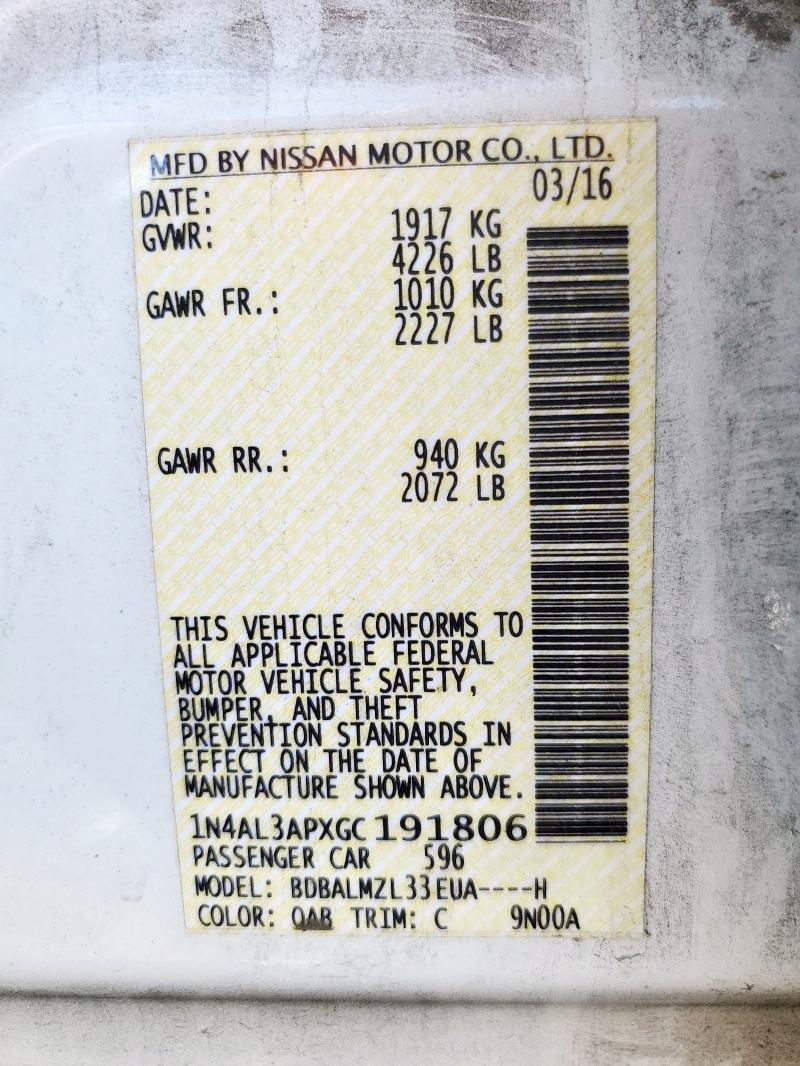 MFD BY NISSAN MOTOR CO., LTD.
DATE: 03/16
GVWR: 1917 KG
4226 LB
GAWR FR.: 1010 KG
2227 LB
GAWR RR.: 940 KG
2072 LB
THIS VEHICLE CONFORMS TO
ALL APPLICABLE FEDERAL
MOTOR VEHICLE SAFETY,
BUMPER, AND THEFT
PREVENTION STANDARDS IN
EFFECT ON THE DATE OF
MANUFACTURE SHOWN ABOVE.
1N4AL3APXGC191806
PASSENGER CAR 596
MODEL: BDBALMZL33EUA----H
COLOR: QAB TRIM: C 9N00A